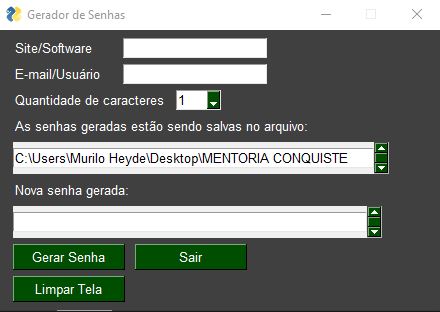 Gerador de Senhas
Site/Software
E-mail/Usuário
Quantidade de caracteres 1
As senhas geradas estão sendo salvas no arquivo:
C:\Users\Murilo Heyde\Desktop\MENTORIA CONQUISTE
Nova senha gerada:
Gerar Senha Sair
Limpar Tela